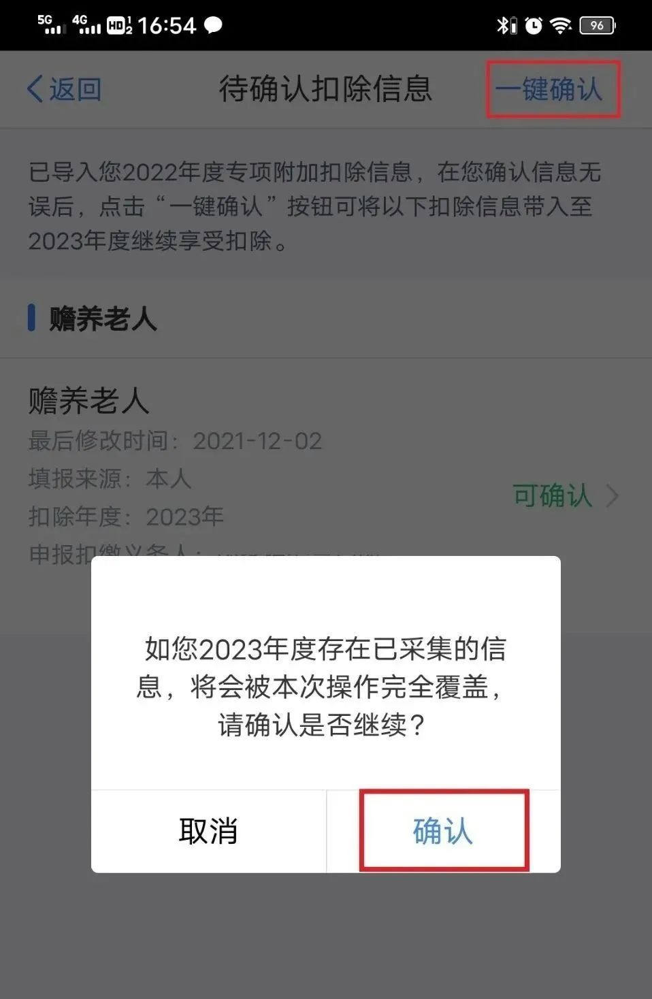 5G 4G HD 1 2 16:54 96
返回 待确认扣除信息 一键确认
已导入您2022年度专项附加扣除信息，在您确认信息无
误后，点击“一键确认”按钮可将以下扣除信息带入至
2023年度继续享受扣除。
赡养老人
赡养老人
最后修改时间：2021-12-02
填报来源：本人
可确认
扣除年度：2023年
申报扣缴义务人：
如您2023年度存在已采集的信
息，将会被本次操作完全覆盖，
请确认是否继续？
取消 确认